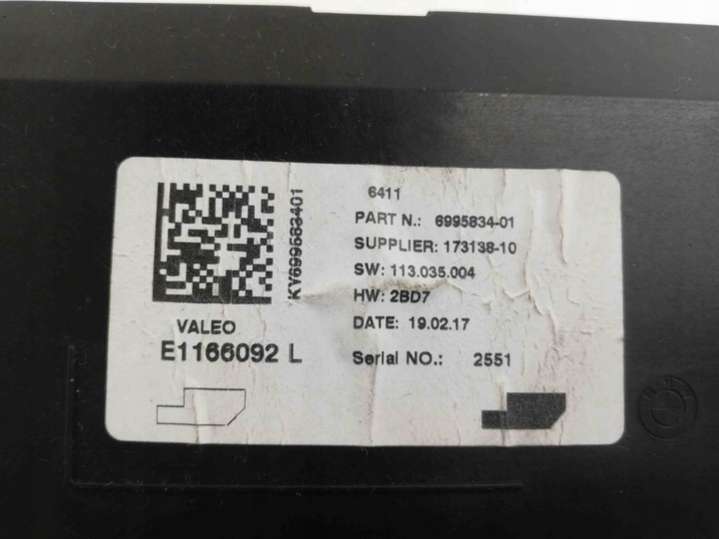 6411
PART N.: 6995834-01
SUPPLIER: 173138-10
SW: 113.035.004
HW: 2BD7
DATE: 19.02.17
Serial NO.: 2551
KY699583401
VALEO
E1166092 L